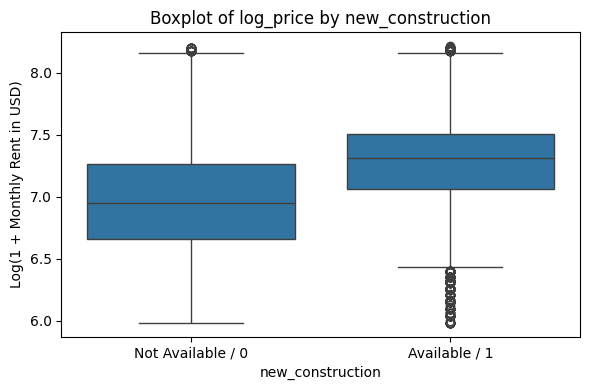 Boxplot of log_price by new_construction
Log(1 + Monthly Rent in USD)
8.0
7.5
7.0
6.5
6.0
Not Available / 0 Available / 1
new_construction